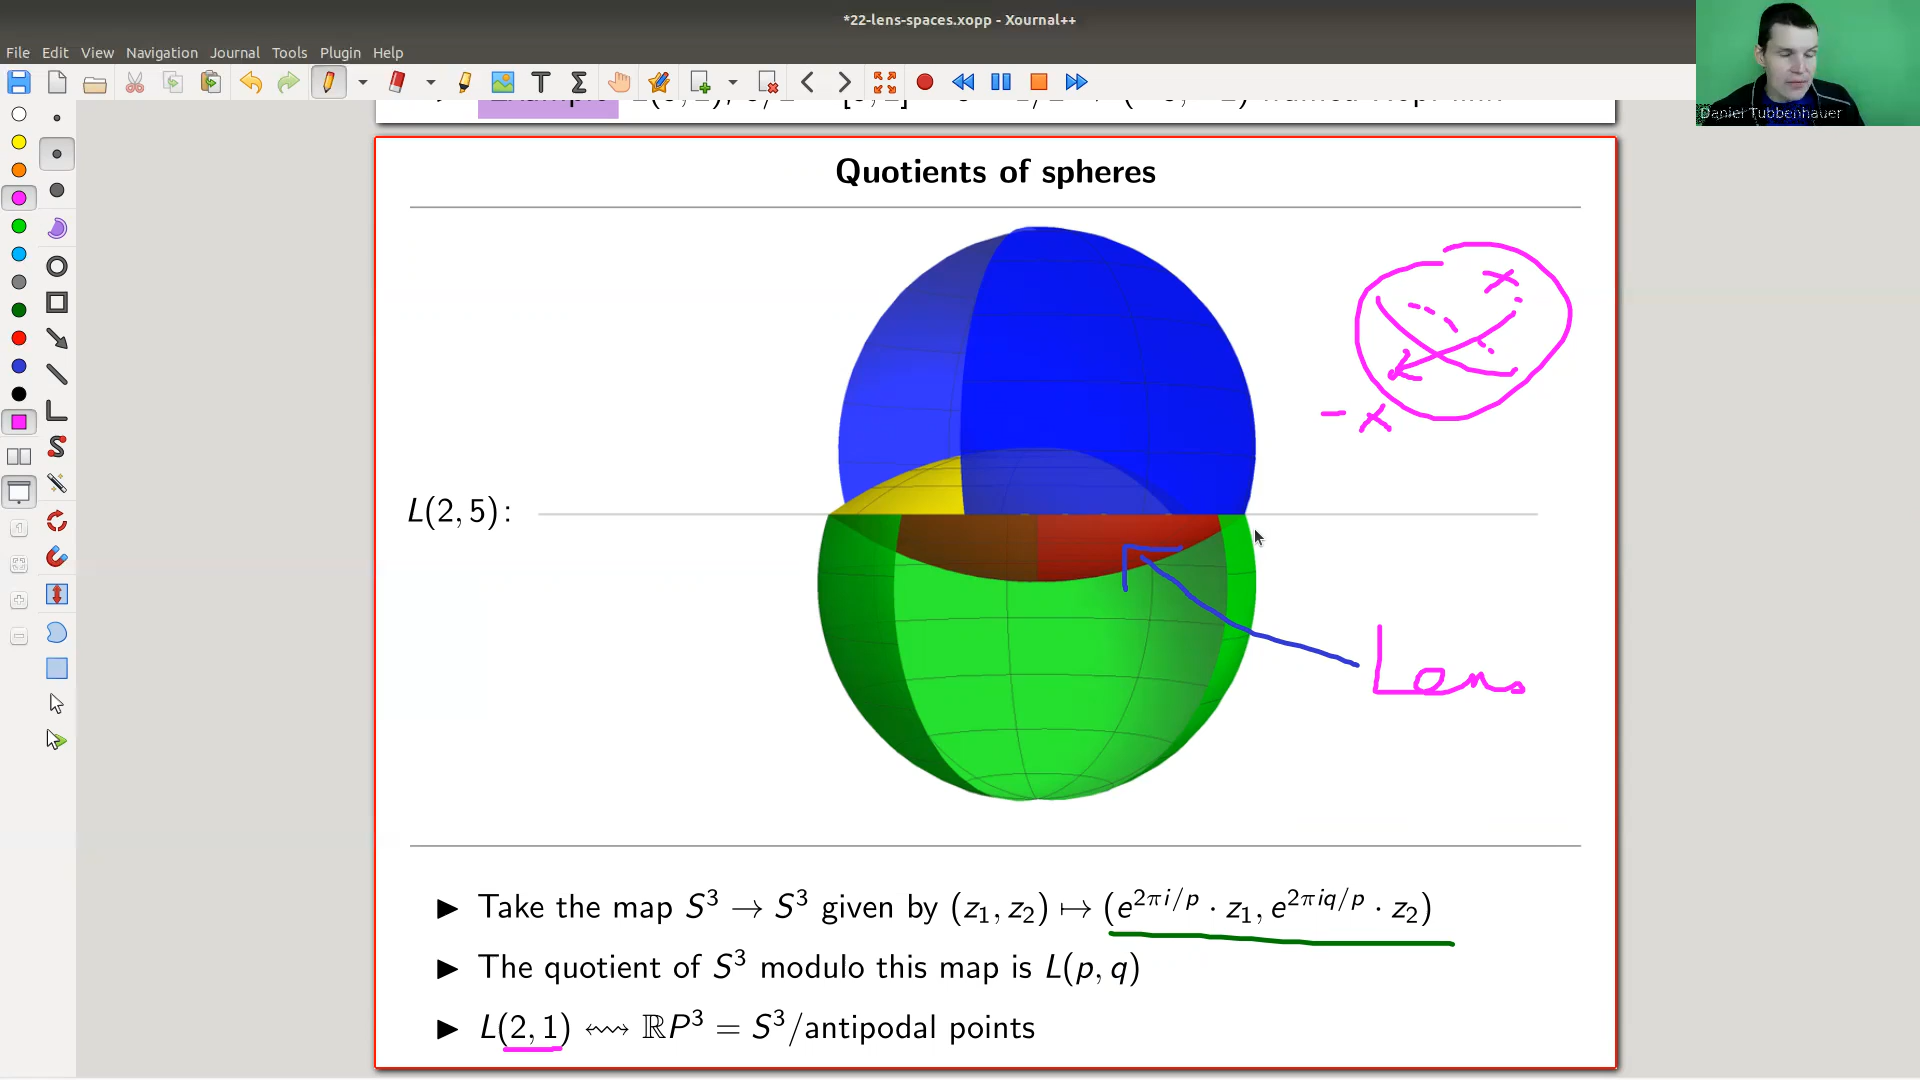 *22-lens-spaces.xopp - Xournal++
File Edit View Navigation Journal Tools Plugin Help
Daniel Tubbenhauer
Quotients of spheres
x
- x
L(2, 5) :
Lens
▶ Take the map S³ → S³ given by (z₁, z₂) ↦ (e^{2πi/p} · z₁, e^{2πiq/p} · z₂)
▶ The quotient of S³ modulo this map is L(p, q)
▶ L(2, 1) ↭ ℝP³ = S³/antipodal points